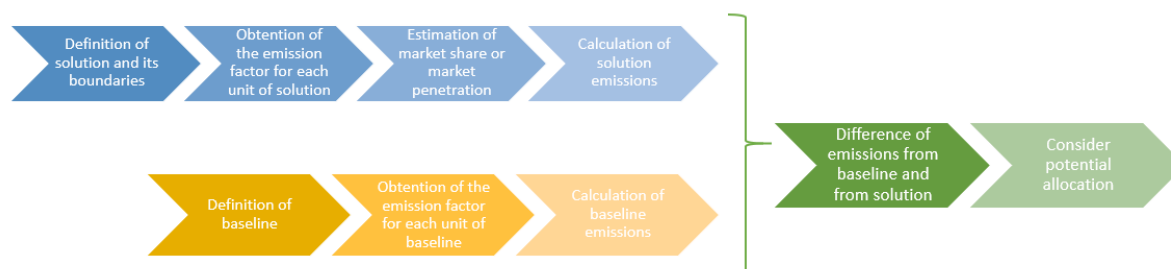 Definition of
solution and its
boundaries
Obtention of
the emission
factor for each
unit of solution
Estimation of
market share or
market
penetration
Calculation of
solution
emissions
Definition of
baseline
Obtention of the
emission factor
for each unit of
baseline
Calculation of
baseline
emissions
Difference of
emissions from
baseline and
from solution
Consider
potential
allocation